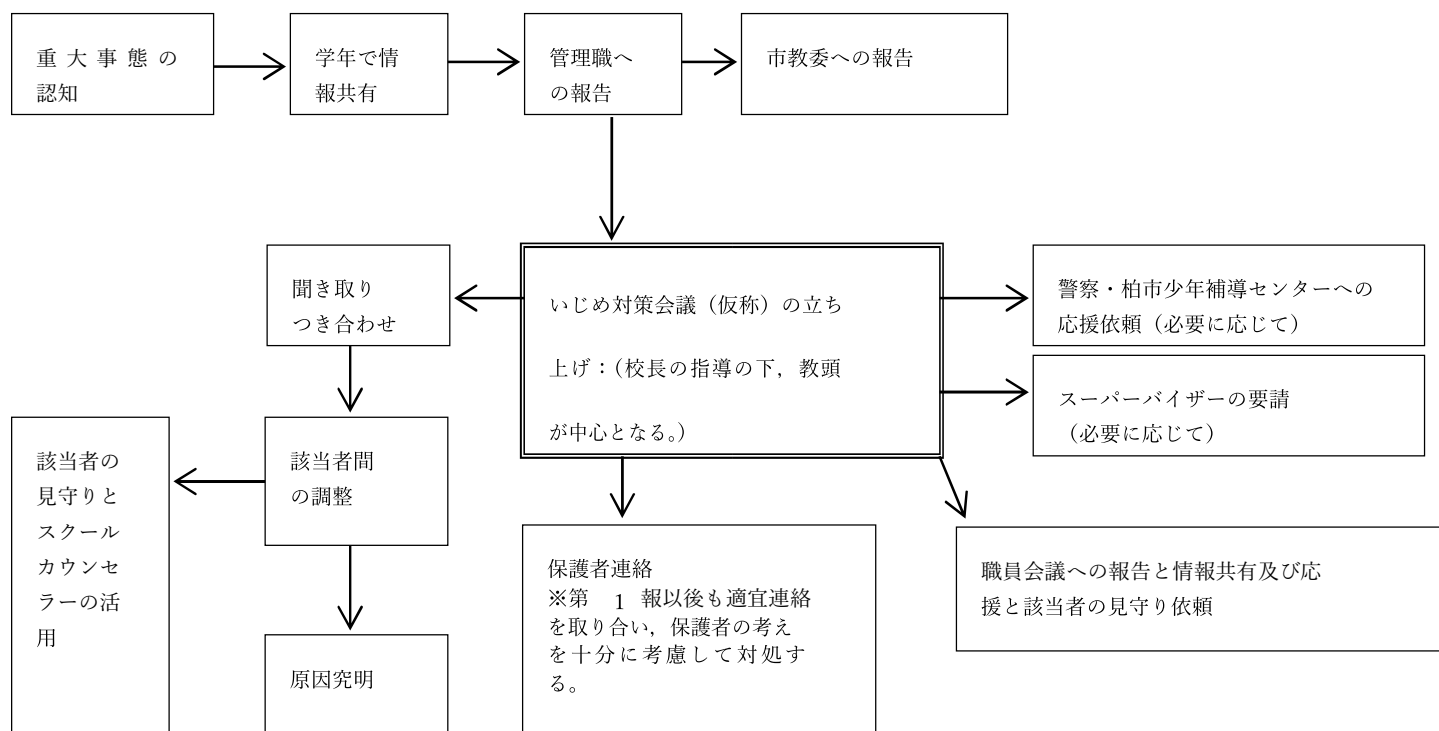 重大事態の
認知
学年で情
報共有
管理職へ
の報告
市教委への報告
聞き取り
つき合わせ
いじめ対策会議（仮称）の立ち
上げ：（校長の指導の下，教頭
が中心となる。）
警察・柏市少年補導センターへの
応援依頼（必要に応じて）
スーパーバイザーの要請
（必要に応じて）
該当者の
見守りと
スクール
カウンセ
ラーの活
用
該当者間
の調整
原因究明
保護者連絡
※第 1 報以後も適宜連絡
を取り合い，保護者の考え
を十分に考慮して対処す
る。
職員会議への報告と情報共有及び応
援と該当者の見守り依頼